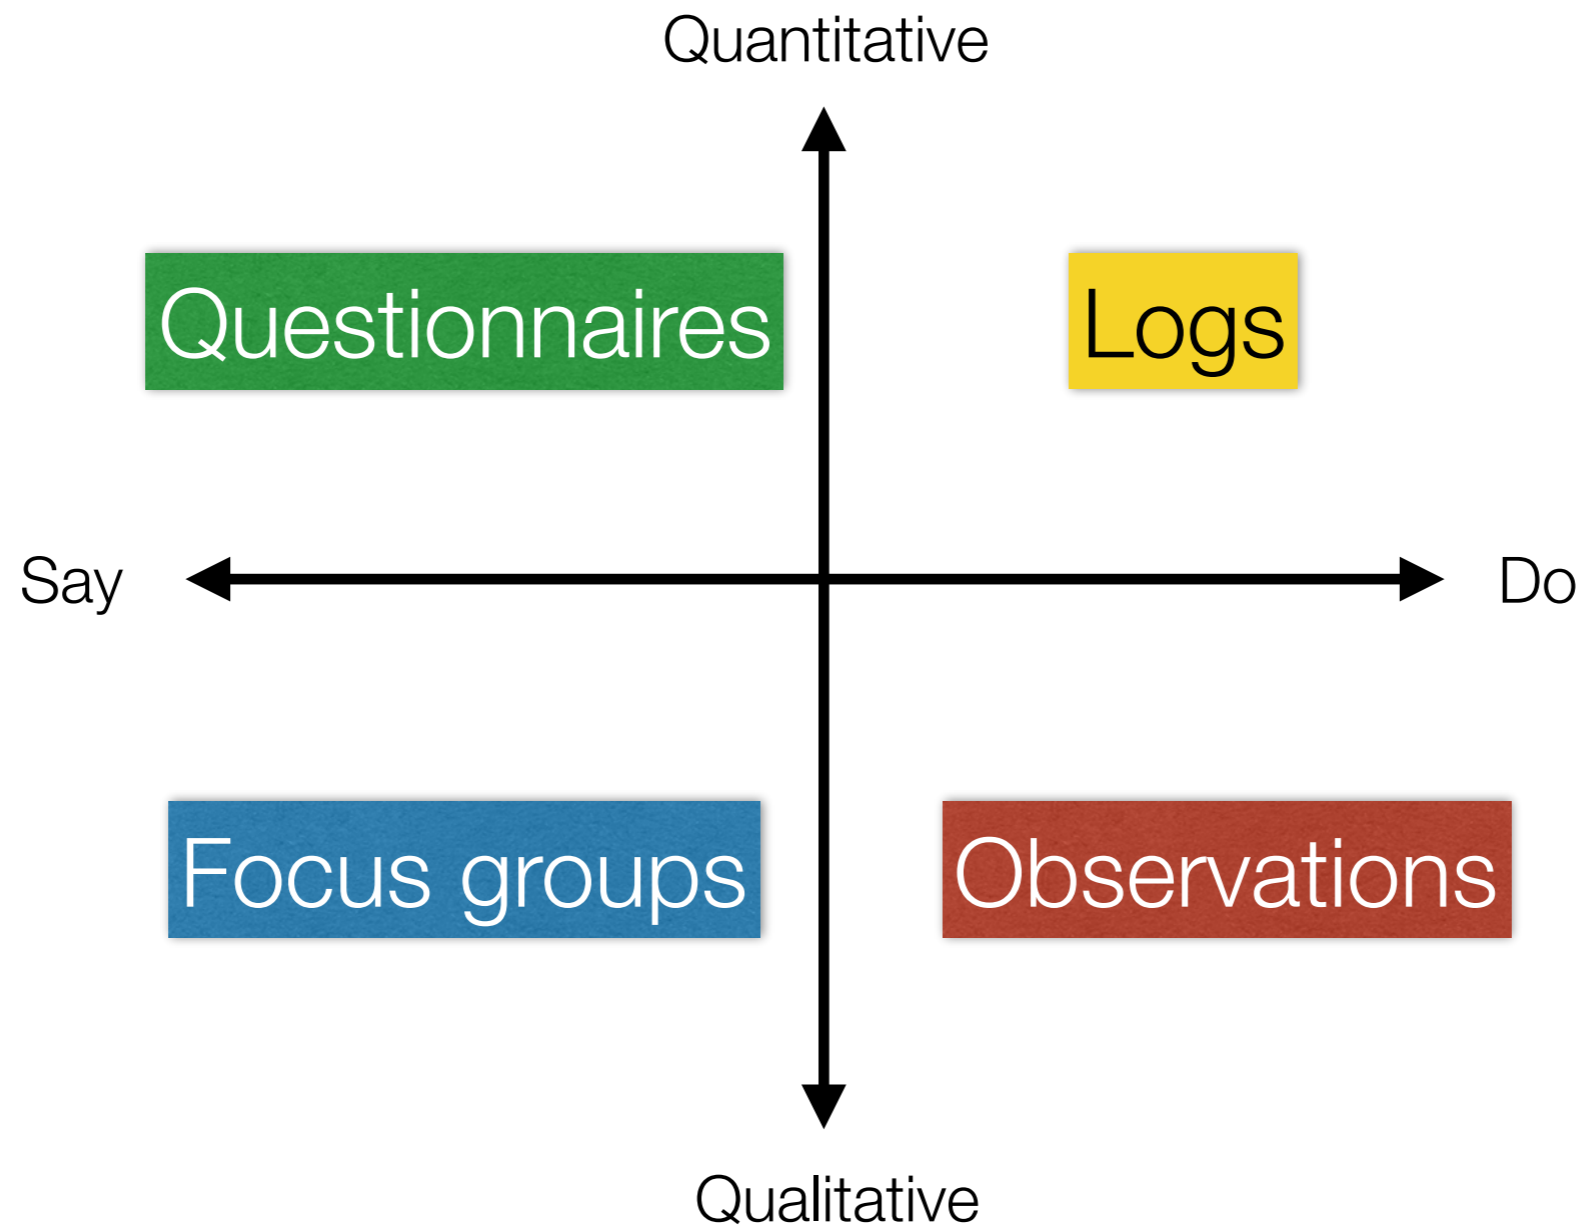 Quantitative
Questionnaires
Logs
Say
Do
Focus groups
Observations
Qualitative